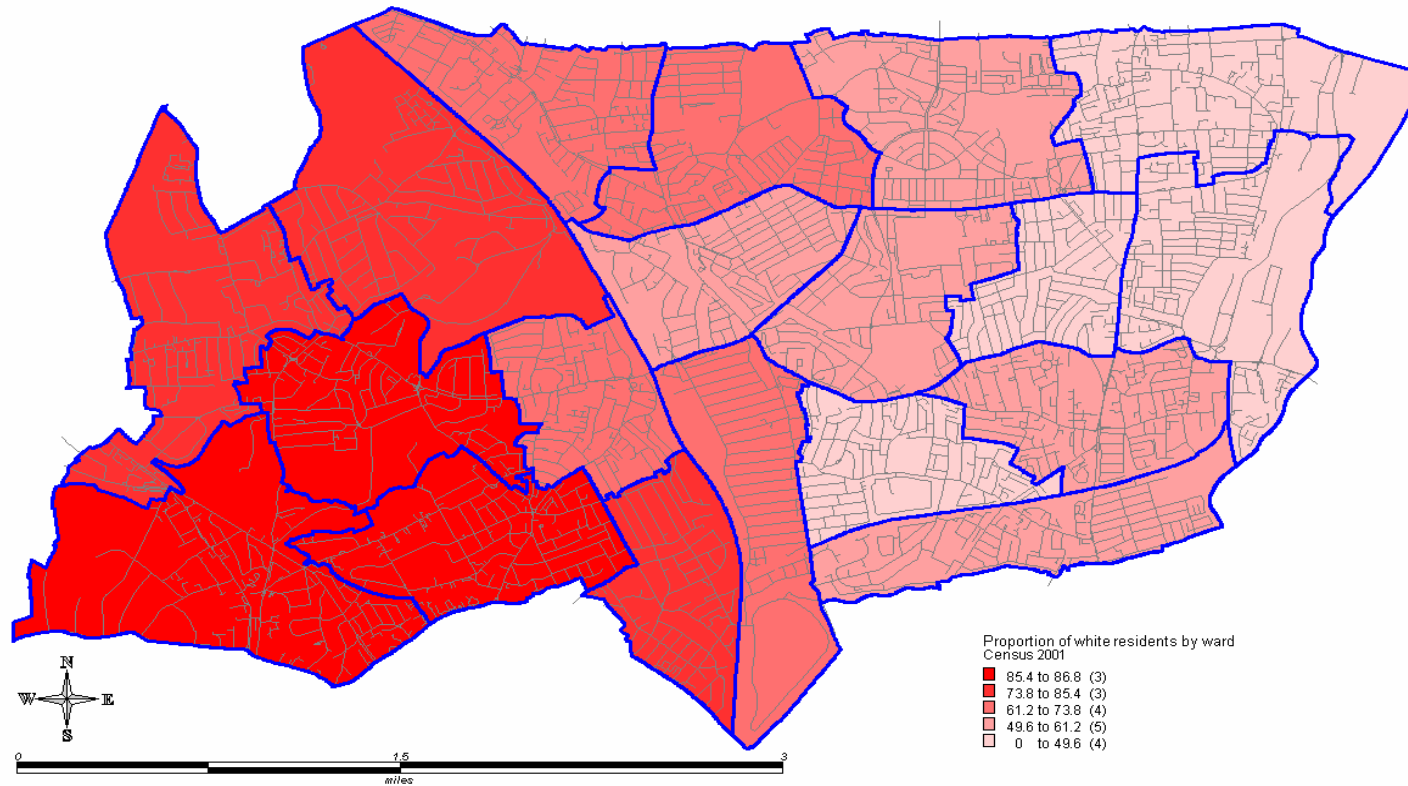 Proportion of white residents by ward
Census 2001
85.4 to 86.8 (3)
73.8 to 85.4 (3)
61.2 to 73.8 (4)
49.6 to 61.2 (5)
0 to 49.6 (4)
N
W E
S
0 1.5 3
miles